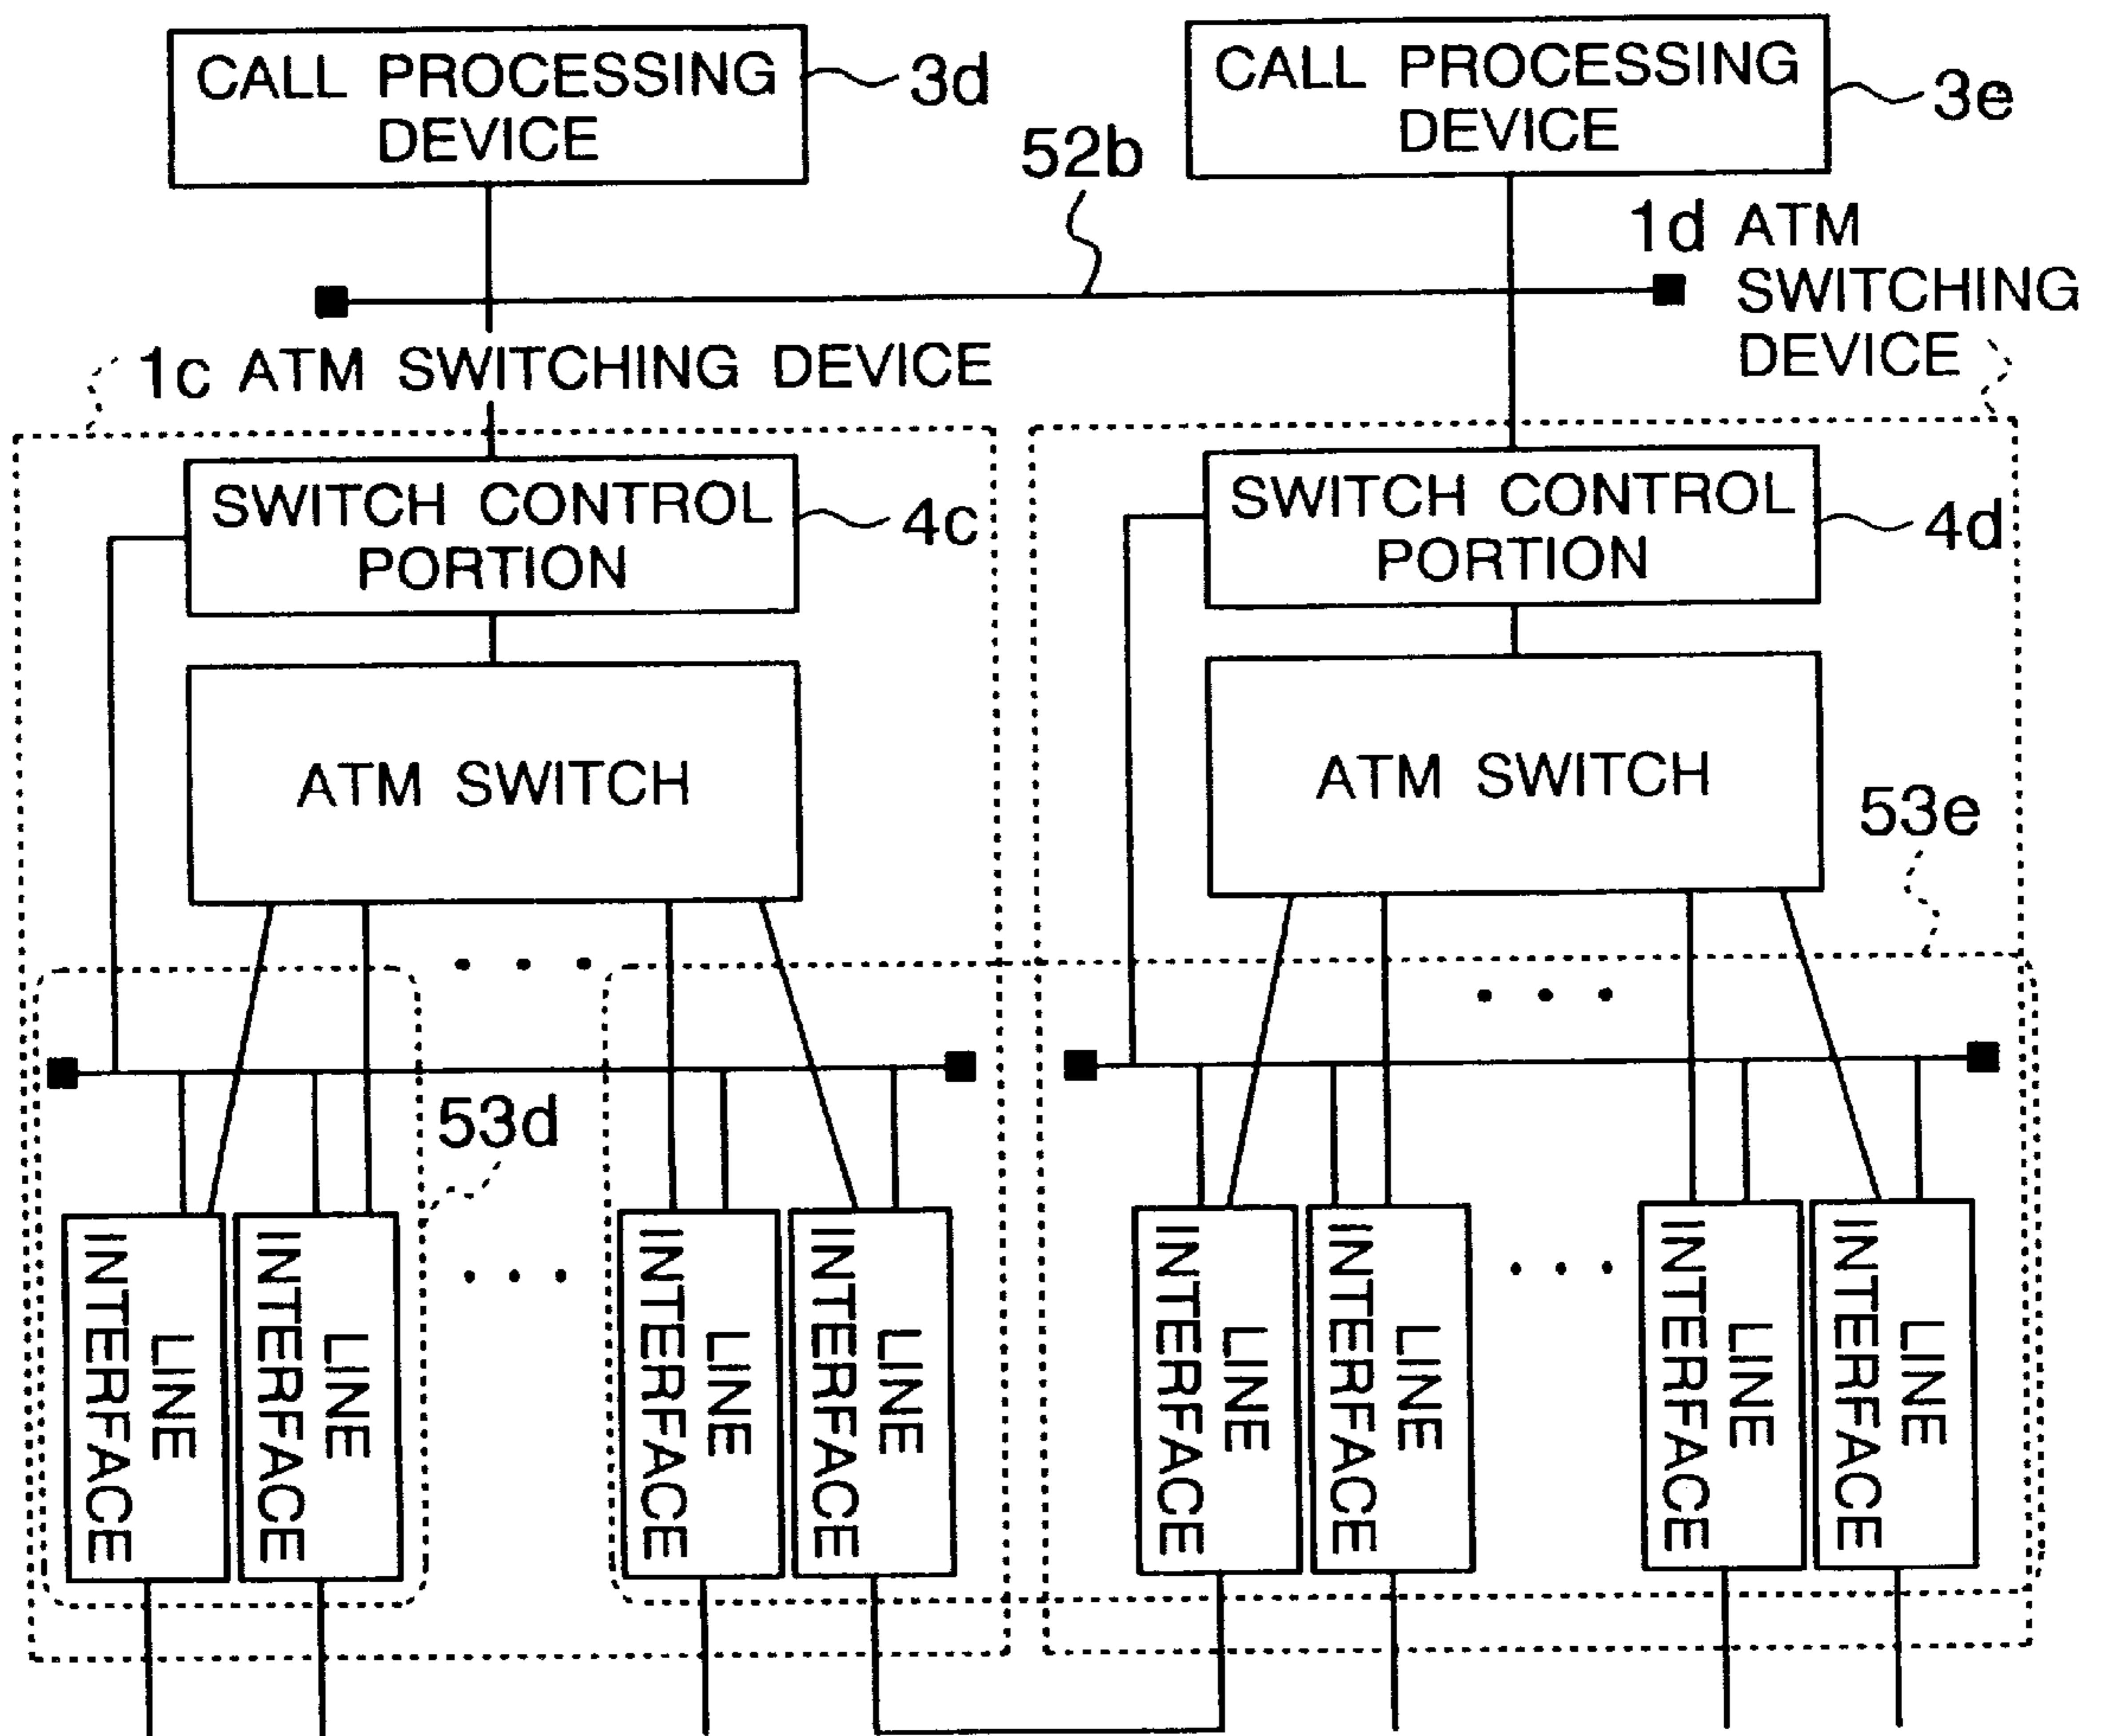 CALL PROCESSING
DEVICE
3d
CALL PROCESSING
DEVICE
3e
52b
1d ATM
SWITCHING
DEVICE
1c ATM SWITCHING DEVICE
SWITCH CONTROL
PORTION
4c
SWITCH CONTROL
PORTION
4d
ATM SWITCH
ATM SWITCH
53e
53d
LINE
INTERFACE
LINE
INTERFACE
LINE
INTERFACE
LINE
INTERFACE
LINE
INTERFACE
LINE
INTERFACE
LINE
INTERFACE
LINE
INTERFACE